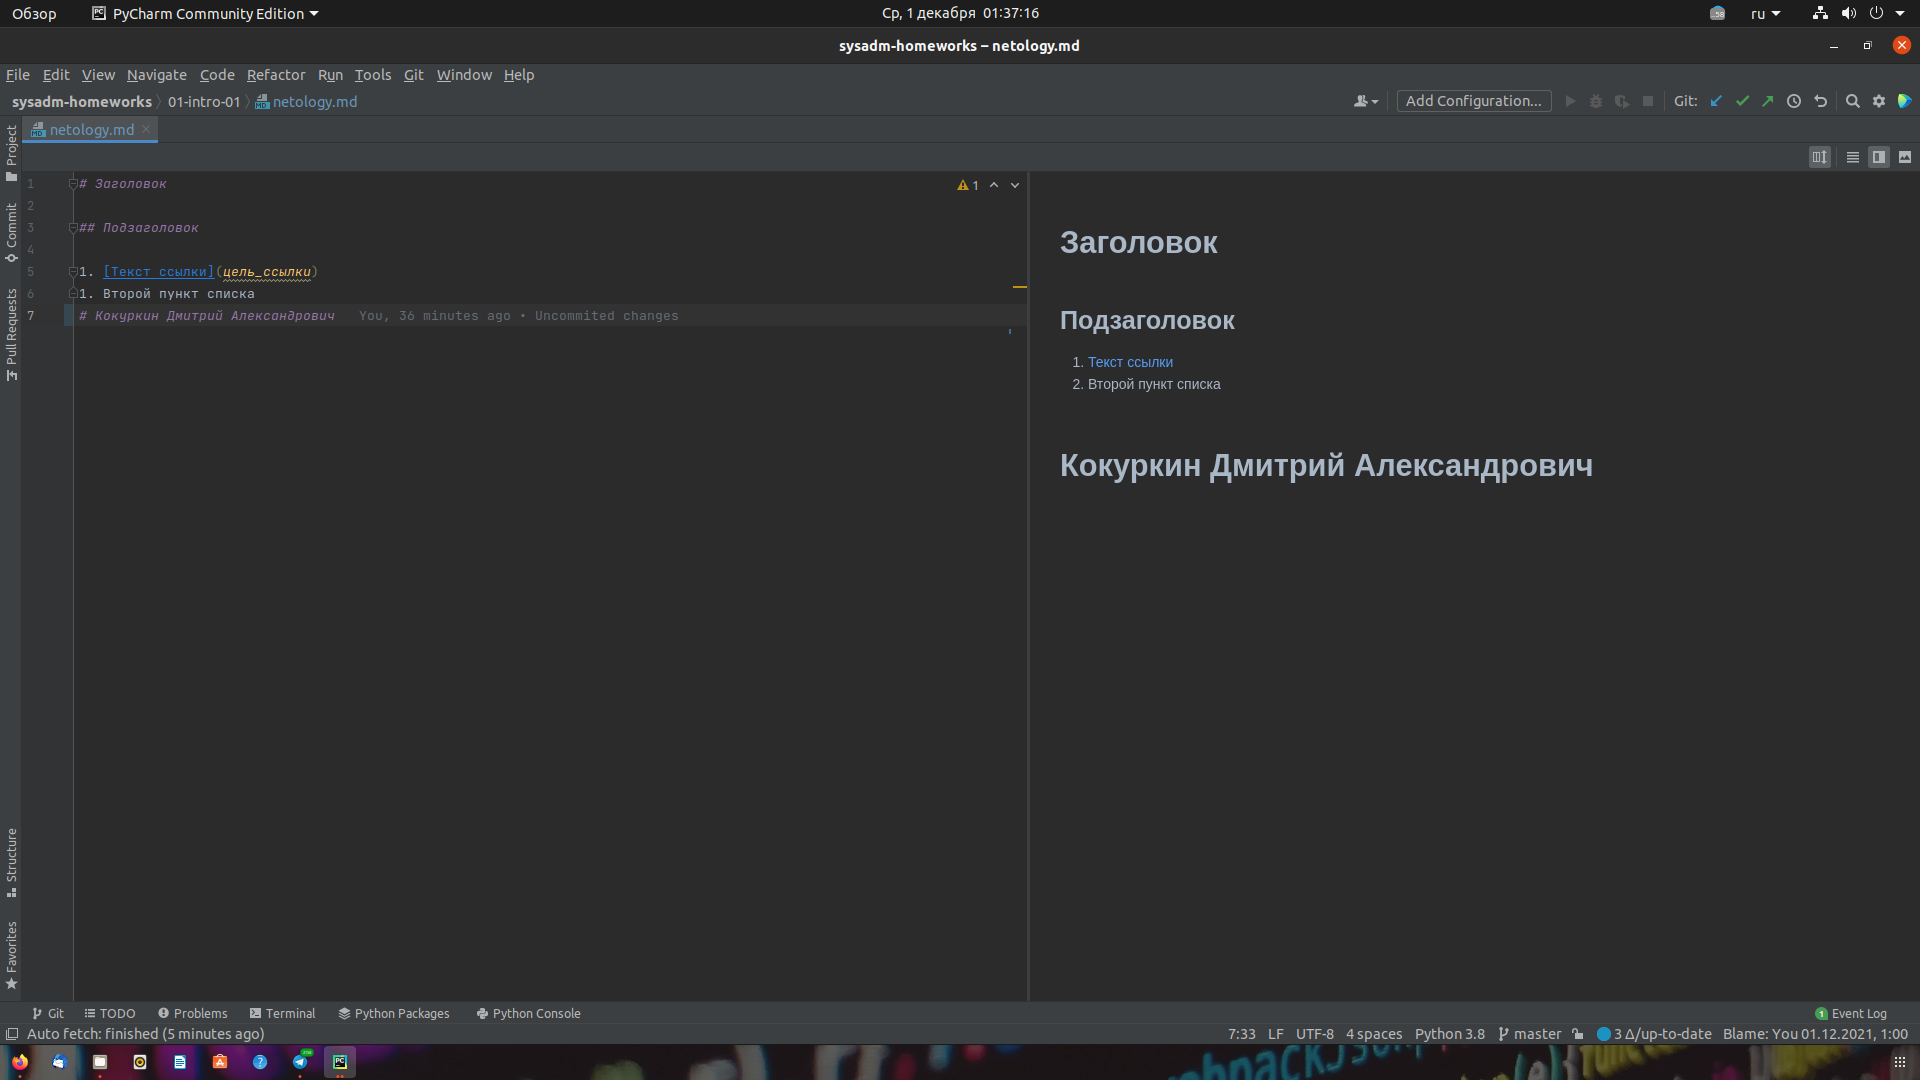 Обзор PyCharm Community Edition Ср, 1 декабря 01:37:16 ru
sysadm-homeworks – netology.md
File Edit View Navigate Code Refactor Run Tools Git Window Help
sysadm-homeworks 01-intro-01 netology.md Add Configuration... Git:
netology.md
Project
Commit
Pull Requests
Structure
Favorites
1 # Заголовок
2
3 ## Подзаголовок
4
5 1. [Текст ссылки](цель_ссылки)
6 1. Второй пункт списка
7 # Кокуркин Дмитрий Александрович You, 36 minutes ago • Uncommited changes
1
Заголовок
Подзаголовок
1. Текст ссылки
2. Второй пункт списка
Кокуркин Дмитрий Александрович
Git TODO Problems Terminal Python Packages Python Console 1 Event Log
Auto fetch: finished (5 minutes ago) 7:33 LF UTF-8 4 spaces Python 3.8 master 3 Δ/up-to-date Blame: You 01.12.2021, 1:00